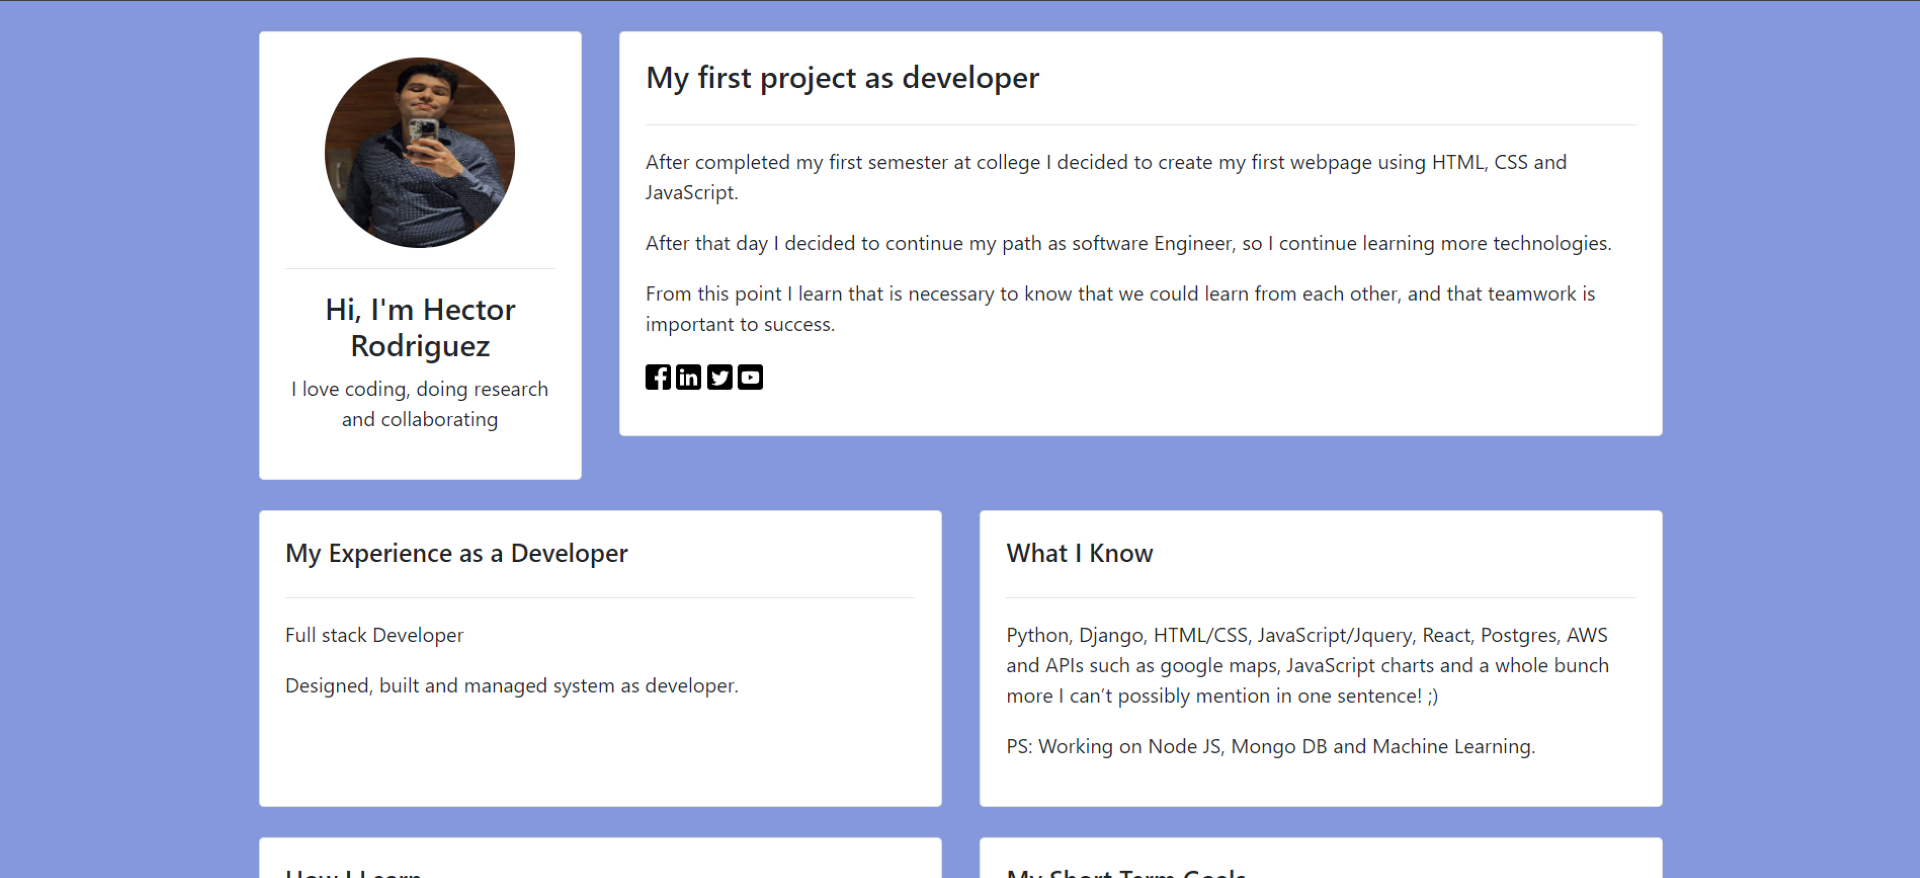 Hi, I'm Hector
Rodriguez
I love coding, doing research
and collaborating
My first project as developer
After completed my first semester at college I decided to create my first webpage using HTML, CSS and
JavaScript.
After that day I decided to continue my path as software Engineer, so I continue learning more technologies.
From this point I learn that is necessary to know that we could learn from each other, and that teamwork is
important to success.
My Experience as a Developer
Full stack Developer
Designed, built and managed system as developer.
What I Know
Python, Django, HTML/CSS, JavaScript/Jquery, React, Postgres, AWS
and APIs such as google maps, JavaScript charts and a whole bunch
more I can’t possibly mention in one sentence! ;)
PS: Working on Node JS, Mongo DB and Machine Learning.
How I Learn
My Short Term Goals